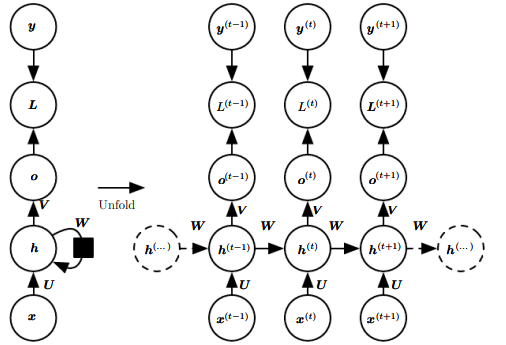 y y^(t−1) y^(t) y^(t+1)
L L^(t−1) L^(t) L^(t+1)
o o^(t−1) o^(t) o^(t+1)
V V V V
Unfold
W W W W W
h h^(...) h^(t−1) h^(t) h^(t+1) h^(...)
U U U U
x x^(t−1) x^(t) x^(t+1)